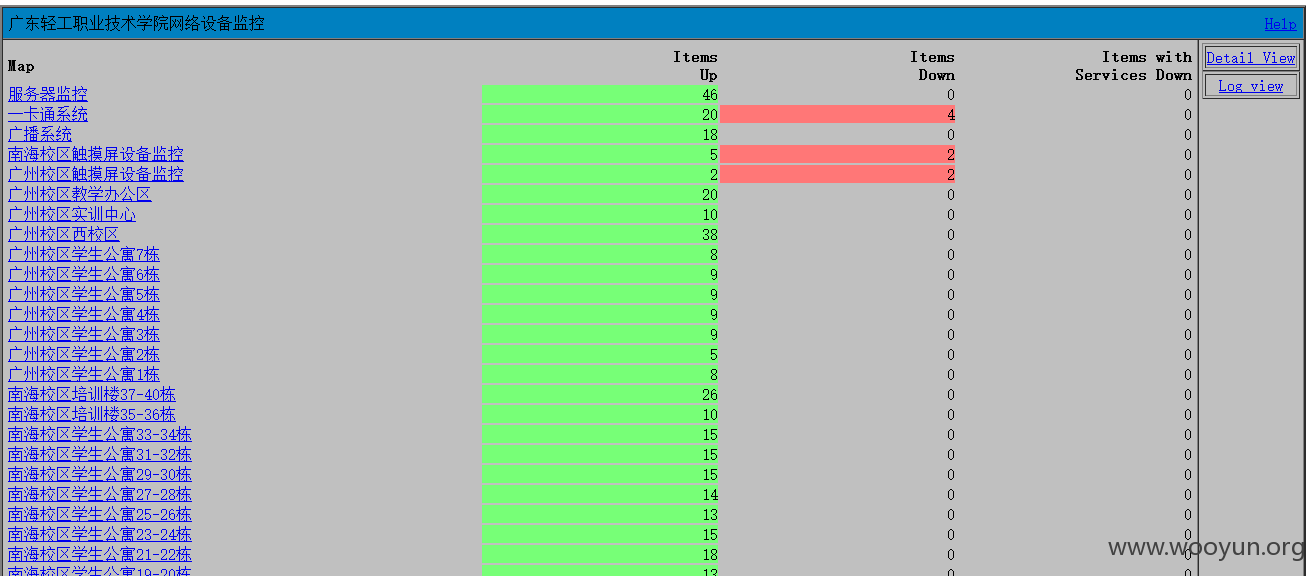 广东轻工职业技术学院网络设备监控 Help
Map Items Up Items Down Items with Services Down
Detail View
Log view
服务器监控 46 0 0
一卡通系统 20 4 0
广播系统 18 0 0
南海校区触摸屏设备监控 5 2 0
广州校区触摸屏设备监控 2 2 0
广州校区教学办公区 20 0 0
广州校区实训中心 10 0 0
广州校区西校区 38 0 0
广州校区学生公寓7栋 8 0 0
广州校区学生公寓6栋 9 0 0
广州校区学生公寓5栋 9 0 0
广州校区学生公寓4栋 9 0 0
广州校区学生公寓3栋 9 0 0
广州校区学生公寓2栋 5 0 0
广州校区学生公寓1栋 8 0 0
南海校区培训楼37-40栋 26 0 0
南海校区培训楼35-36栋 10 0 0
南海校区学生公寓33-34栋 15 0 0
南海校区学生公寓31-32栋 15 0 0
南海校区学生公寓29-30栋 15 0 0
南海校区学生公寓27-28栋 14 0 0
南海校区学生公寓25-26栋 13 0 0
南海校区学生公寓23-24栋 15 0 0
南海校区学生公寓21-22栋 18 0 0
南海校区学生公寓19-20栋 13 0 0
www.wooyun.org